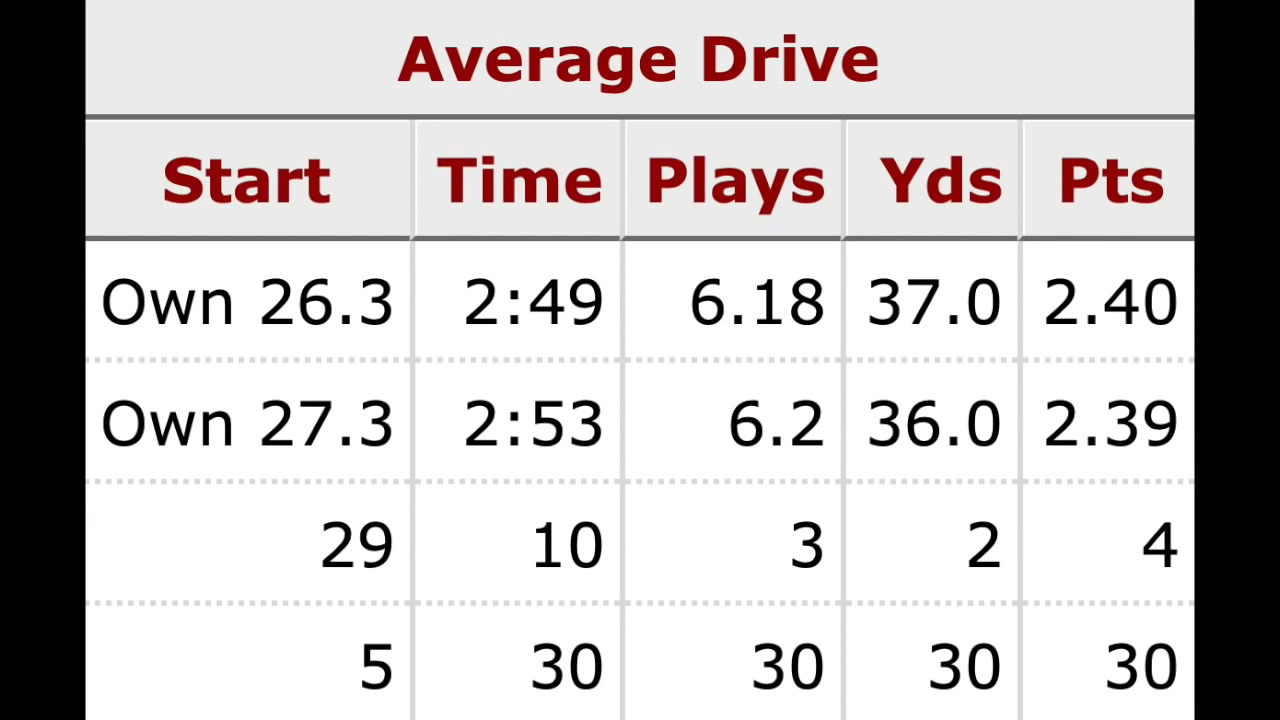 Average Drive
Start Time Plays Yds Pts
Own 26.3 2:49 6.18 37.0 2.40
Own 27.3 2:53 6.2 36.0 2.39
29 10 3 2 4
5 30 30 30 30